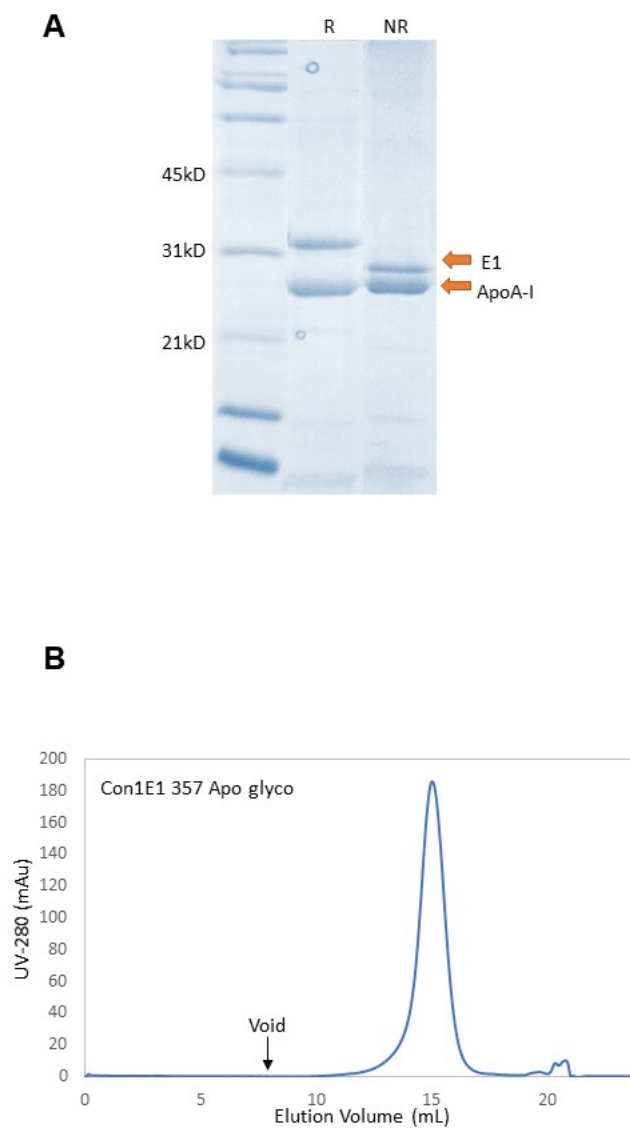 A
R NR
45kD
31kD
E1
ApoA-I
21kD
B
200
Con1E1 357 Apo glyco
180
160
140
120
100
80
60
40
20
0
UV-280 (mAu)
Void
0 5 10 15 20
Elution Volume (mL)